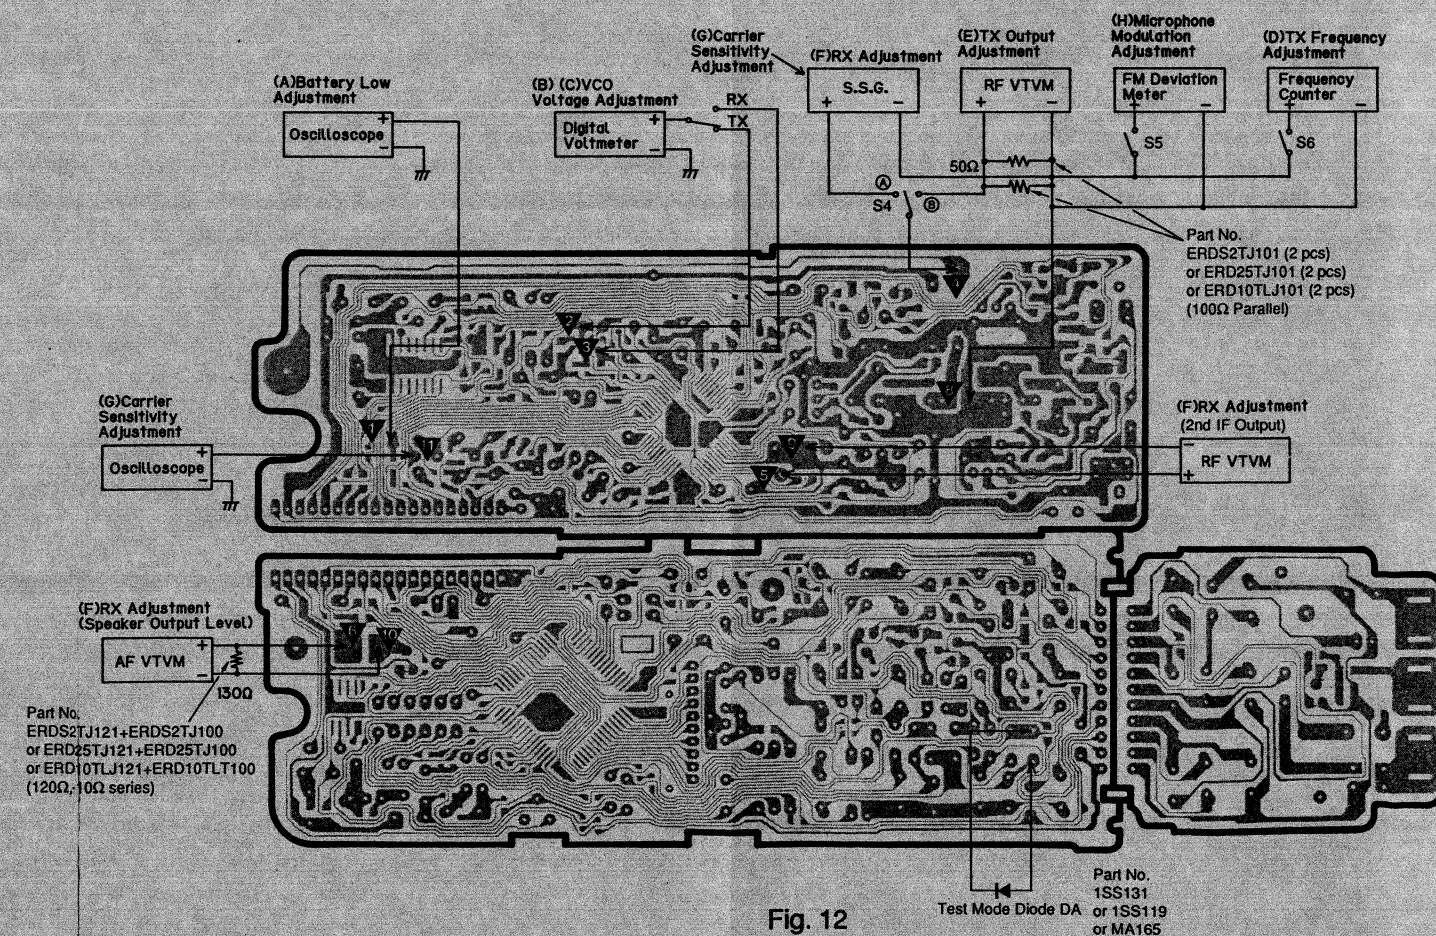 (A)Battery Low
Adjustment
+
Oscilloscope
−
(B) (C)VCO
Voltage Adjustment
RX
TX
+
Digital
Voltmeter
−
(G)Carrier
Sensitivity
Adjustment
(F)RX Adjustment
S.S.G.
+ −
(E)TX Output
Adjustment
RF VTVM
+ −
(H)Microphone
Modulation
Adjustment
FM Deviation
Meter
+ −
(D)TX Frequency
Adjustment
Frequency
Counter
+ −
S5
S6
50Ω
Ⓐ
S4
Ⓑ
Part No.
ERDS2TJ101 (2 pcs)
or ERD25TJ101 (2 pcs)
or ERD10TLJ101 (2 pcs)
(100Ω Parallel)
2
3
(G)Carrier
Sensitivity
Adjustment
+
Oscilloscope
−
11
5
(F)RX Adjustment
(2nd IF Output)
−
RF VTVM
+
(F)RX Adjustment
(Speaker Output Level)
+
AF VTVM
−
130Ω
10
Part No.
ERDS2TJ121+ERDS2TJ100
or ERD25TJ121+ERD25TJ100
or ERD10TLJ121+ERD10TLT100
(120Ω, 10Ω series)
Test Mode Diode DA
Part No.
1SS131
or 1SS119
or MA165
Fig. 12